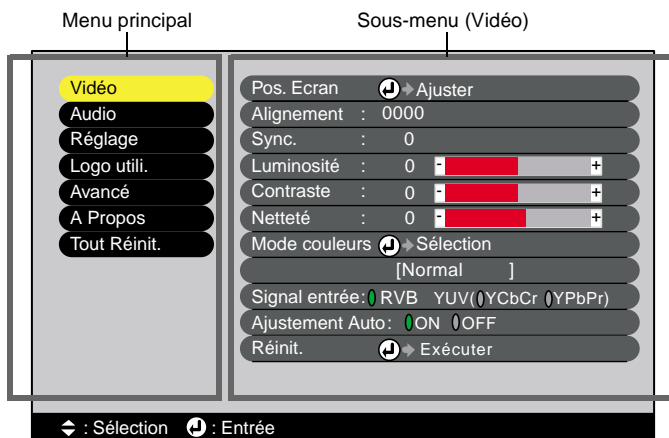 Menu principal
Sous-menu (Vidéo)
Vidéo
Audio
Réglage
Logo utili.
Avancé
A Propos
Tout Réinit.
Pos. Ecran Ajuster
Alignement : 0000
Sync. : 0
Luminosité : 0 - +
Contraste : 0 - +
Netteté : 0 - +
Mode couleurs Sélection
[Normal ]
Signal entrée: RVB YUV( YCbCr YPbPr)
Ajustement Auto: ON OFF
Réinit. Exécuter
: Sélection : Entrée